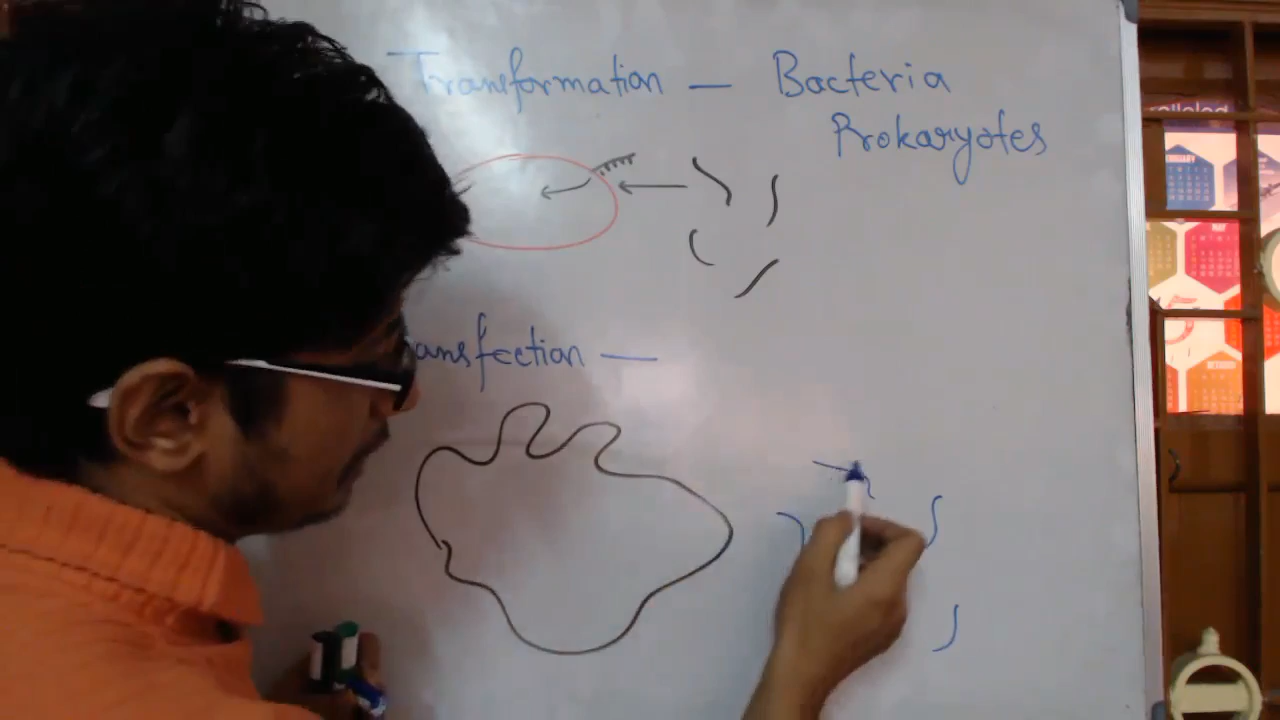 Transformation — Bacteria
Prokaryotes
ansfection —